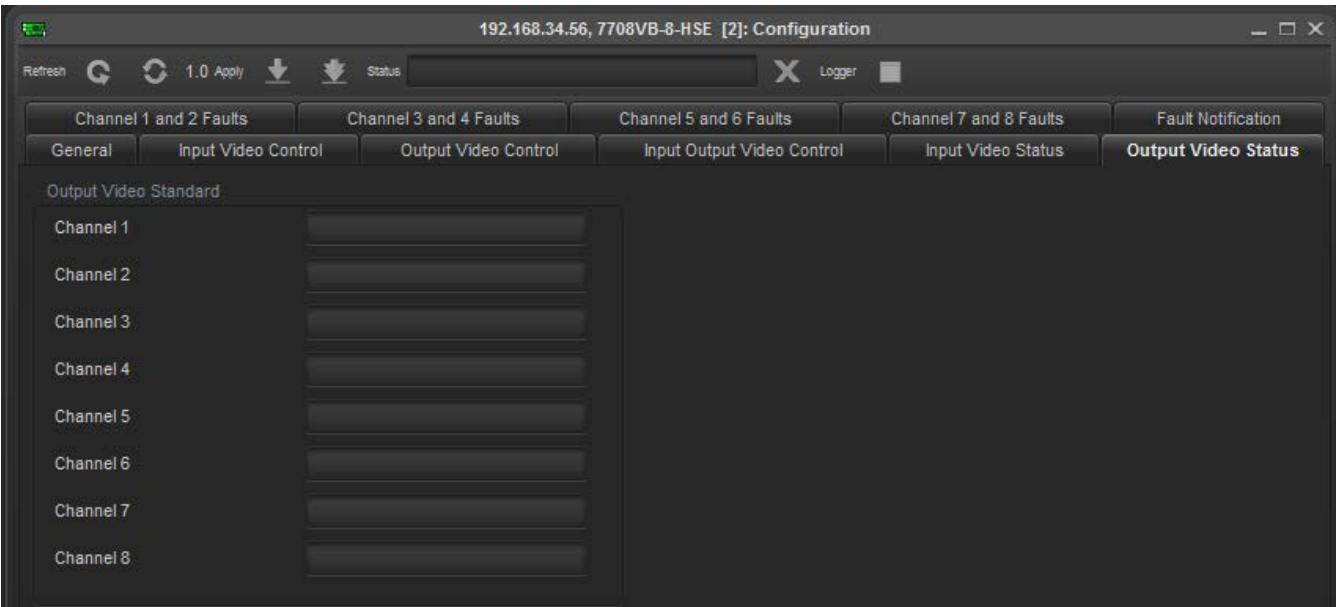 192.168.34.56, 7708VB-8-HSE [2]: Configuration
Refresh 1.0 Apply Status Logger
Channel 1 and 2 Faults Channel 3 and 4 Faults Channel 5 and 6 Faults Channel 7 and 8 Faults Fault Notification
General Input Video Control Output Video Control Input Output Video Control Input Video Status Output Video Status
Output Video Standard
Channel 1
Channel 2
Channel 3
Channel 4
Channel 5
Channel 6
Channel 7
Channel 8